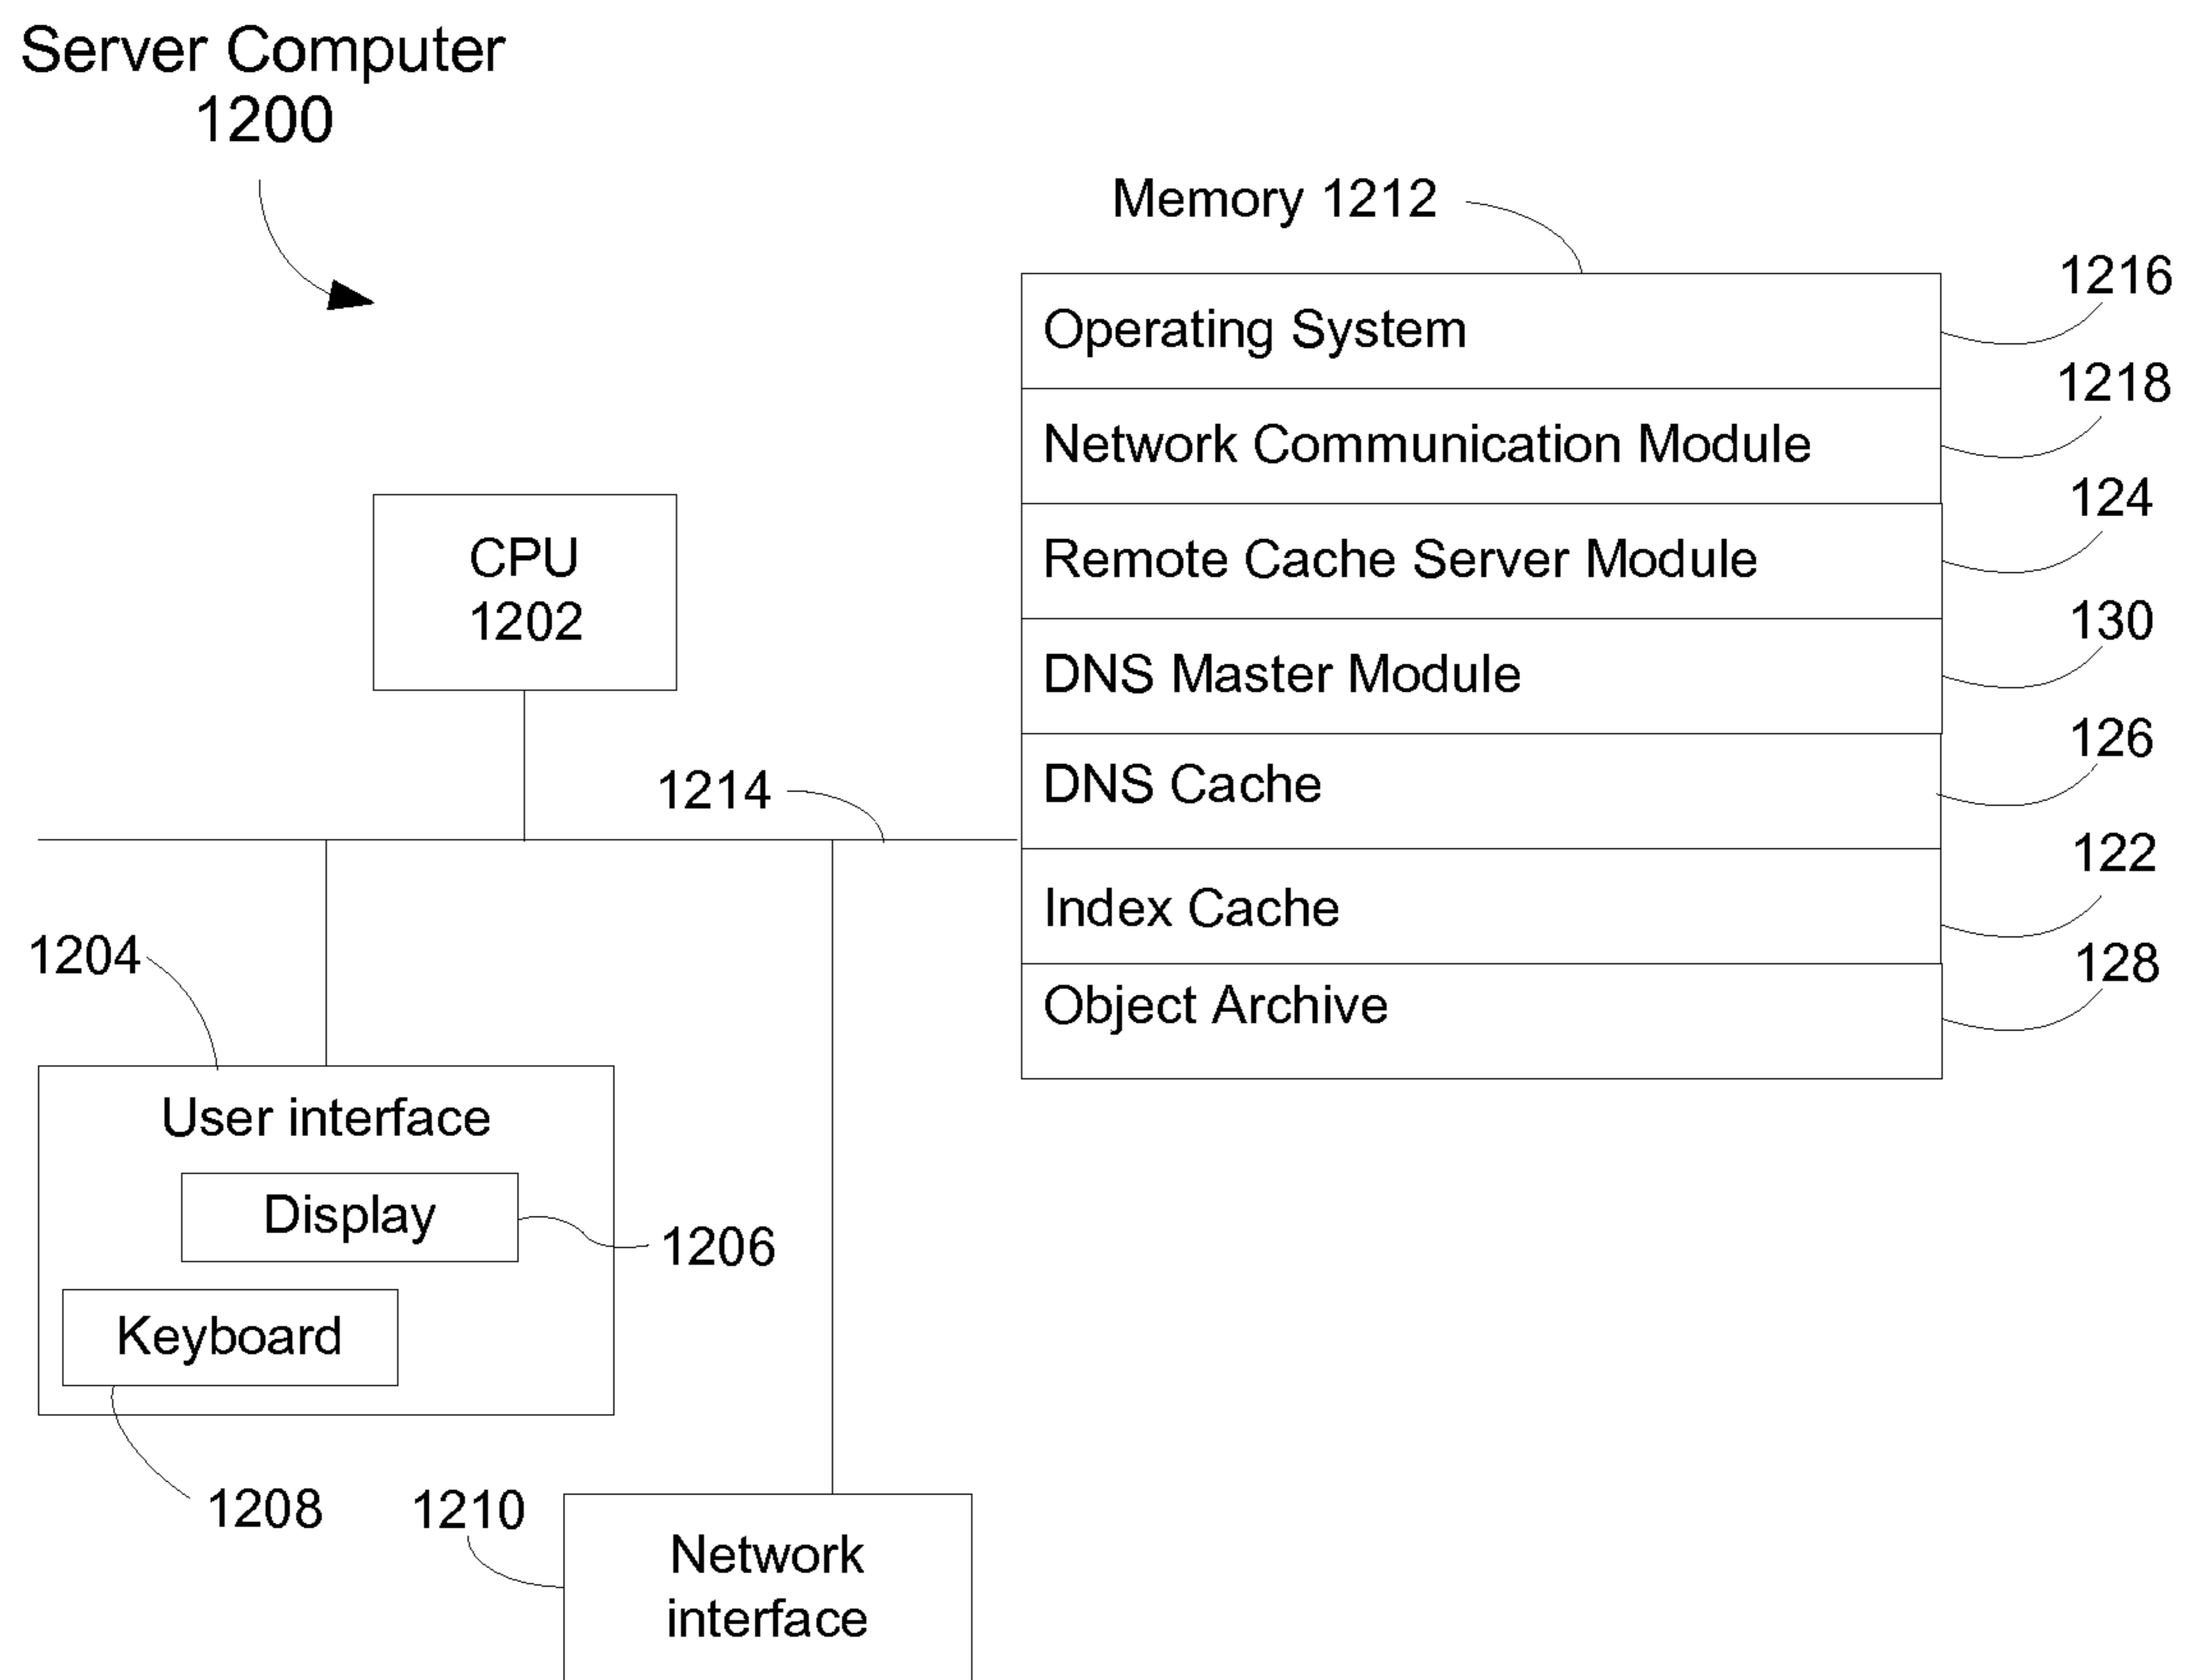 Server Computer
1200
Memory 1212
Operating System
1216
Network Communication Module
1218
Remote Cache Server Module
124
DNS Master Module
130
DNS Cache
126
Index Cache
122
Object Archive
128
CPU
1202
1214
1204
User interface
Display
1206
Keyboard
1208
1210
Network
interface